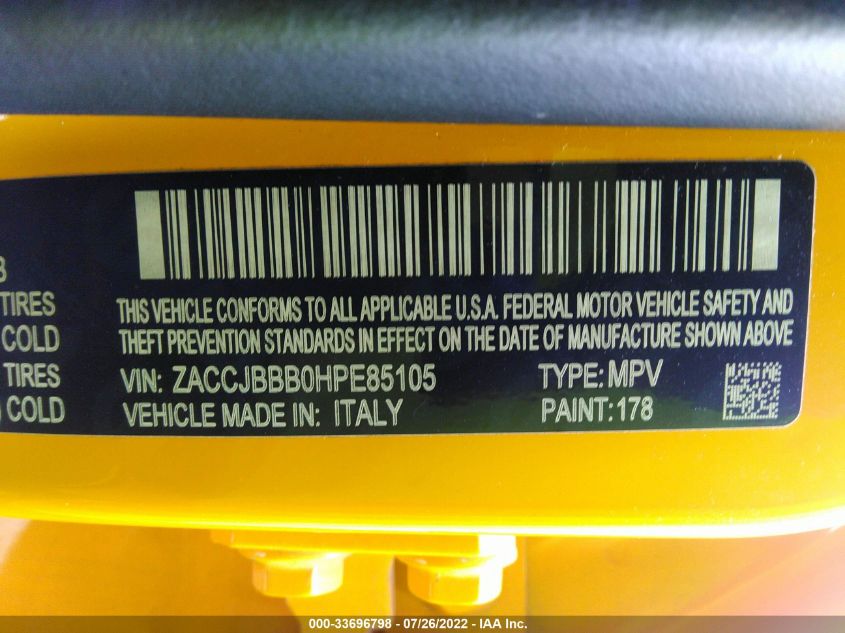 TIRES
COLD
TIRES
COLD
THIS VEHICLE CONFORMS TO ALL APPLICABLE U.S.A. FEDERAL MOTOR VEHICLE SAFETY AND
THEFT PREVENTION STANDARDS IN EFFECT ON THE DATE OF MANUFACTURE SHOWN ABOVE
VIN: ZACCJBBB0HPE85105 TYPE: MPV
VEHICLE MADE IN: ITALY PAINT: 178
000-33696798 - 07/26/2022 - IAA Inc.